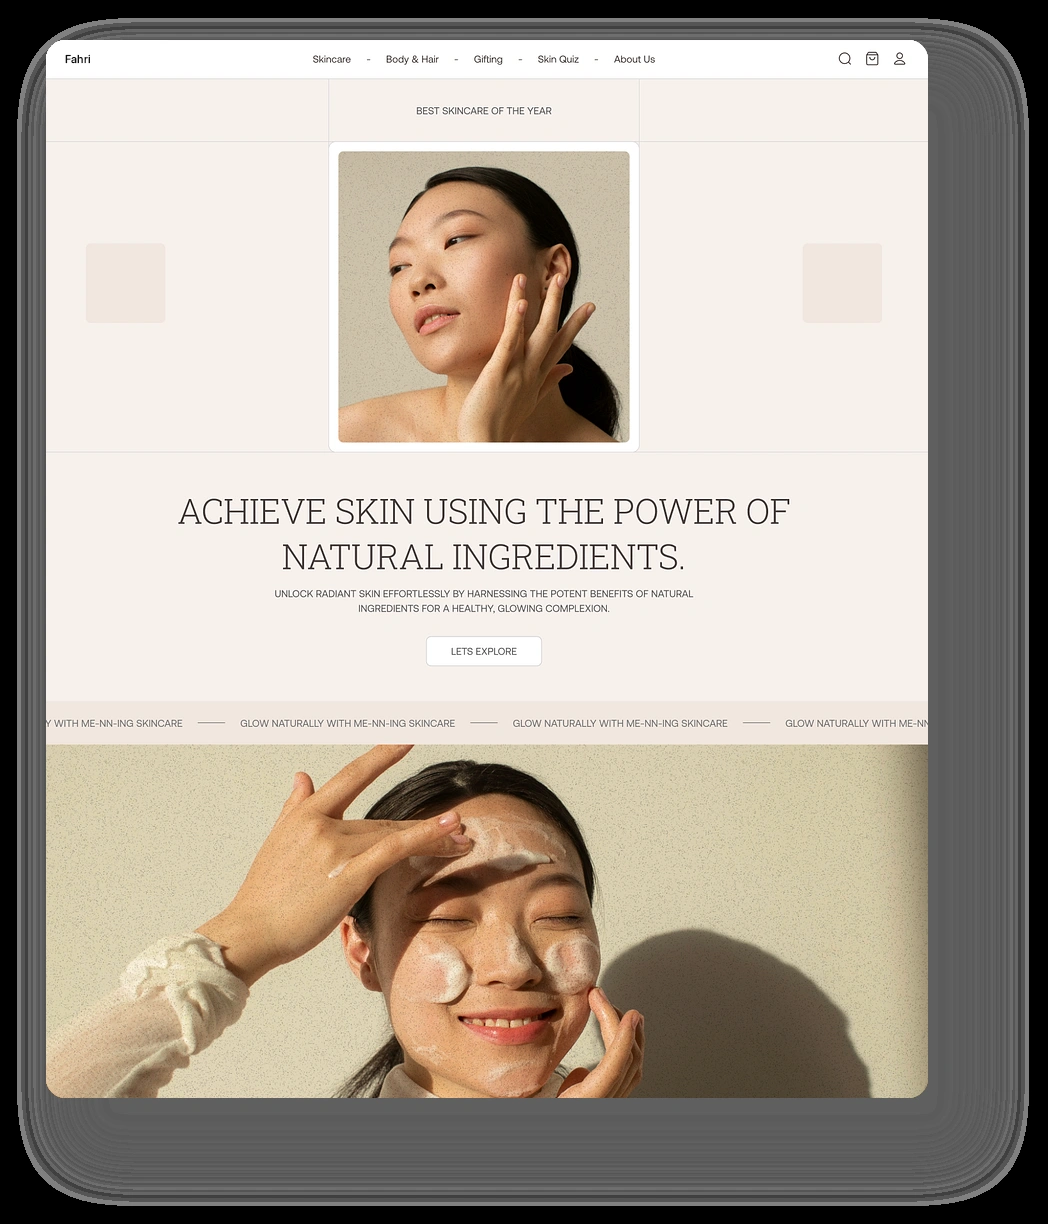 Fahri
Skincare - Body & Hair - Gifting - Skin Quiz - About Us
BEST SKINCARE OF THE YEAR
ACHIEVE SKIN USING THE POWER OF
NATURAL INGREDIENTS.
UNLOCK RADIANT SKIN EFFORTLESSLY BY HARNESSING THE POTENT BENEFITS OF NATURAL
INGREDIENTS FOR A HEALTHY, GLOWING COMPLEXION.
LETS EXPLORE
Y WITH ME-NN-ING SKINCARE — GLOW NATURALLY WITH ME-NN-ING SKINCARE — GLOW NATURALLY WITH ME-NN-ING SKINCARE — GLOW NATURALLY WITH ME-NN